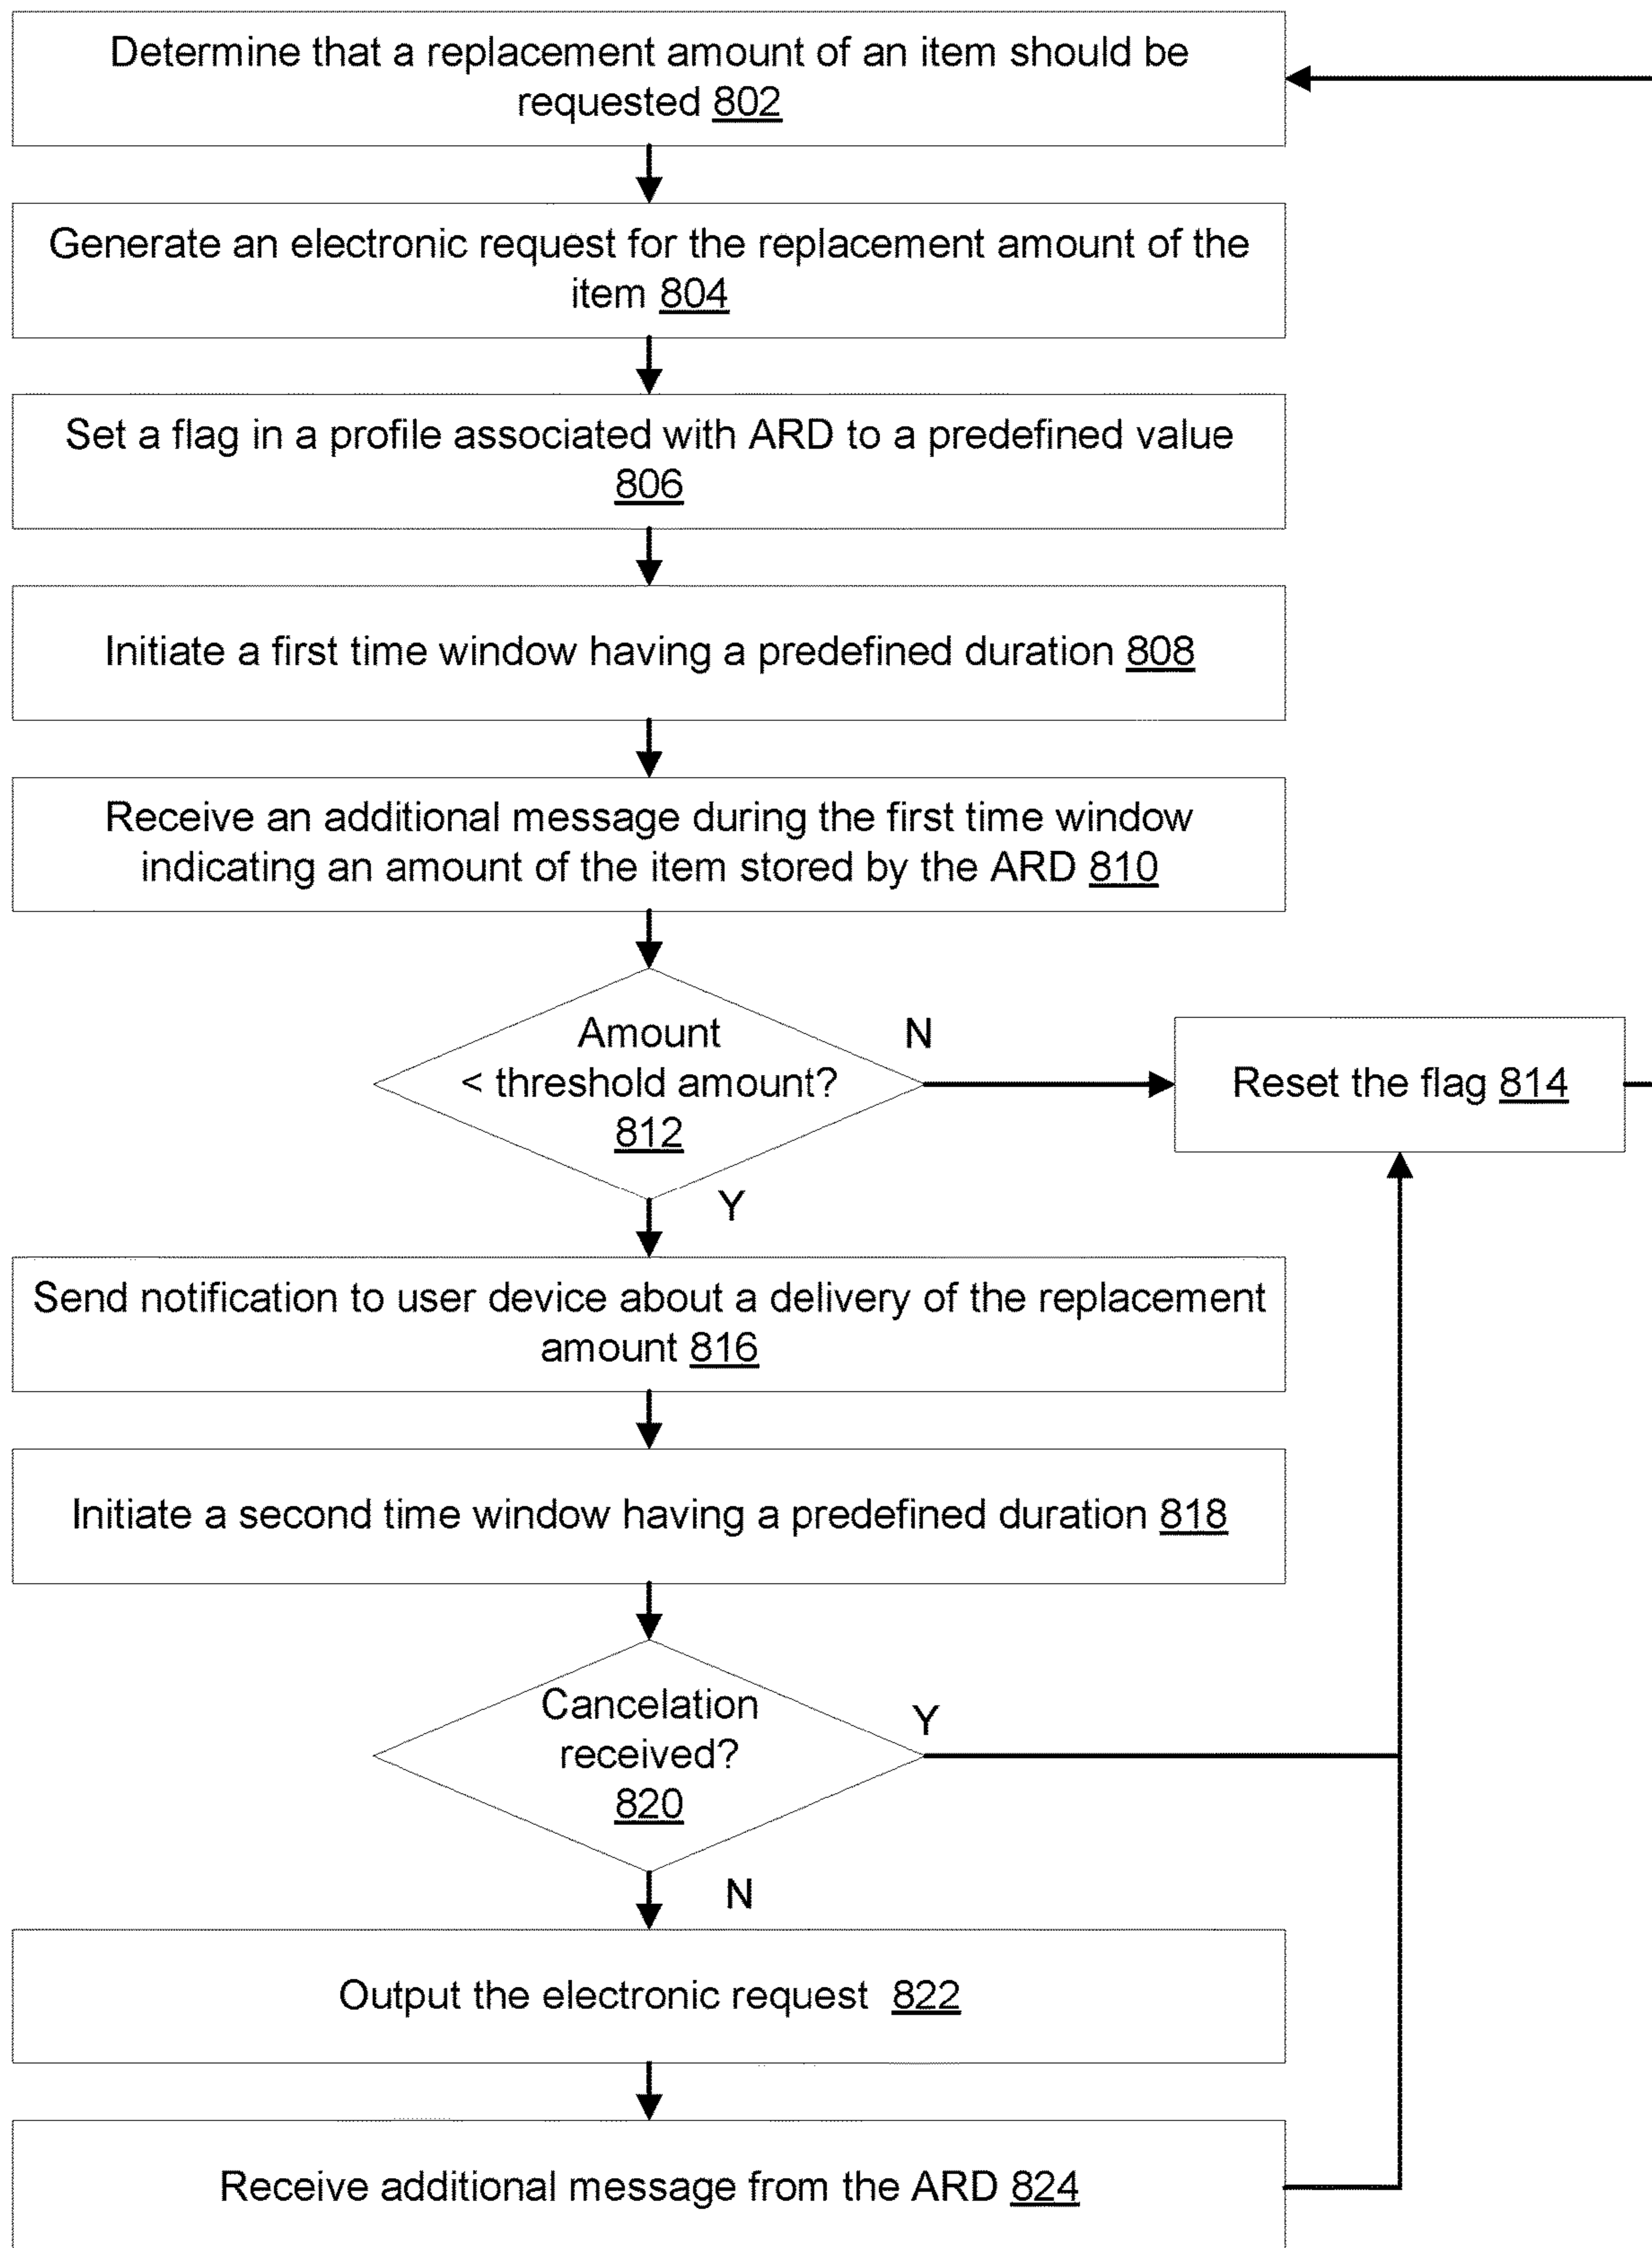 Determine that a replacement amount of an item should be
requested 802
Generate an electronic request for the replacement amount of the
item 804
Set a flag in a profile associated with ARD to a predefined value
806
Initiate a first time window having a predefined duration 808
Receive an additional message during the first time window
indicating an amount of the item stored by the ARD 810
Amount
< threshold amount?
812
N
Reset the flag 814
Y
Send notification to user device about a delivery of the replacement
amount 816
Initiate a second time window having a predefined duration 818
Cancelation
received?
820
Y
N
Output the electronic request 822
Receive additional message from the ARD 824